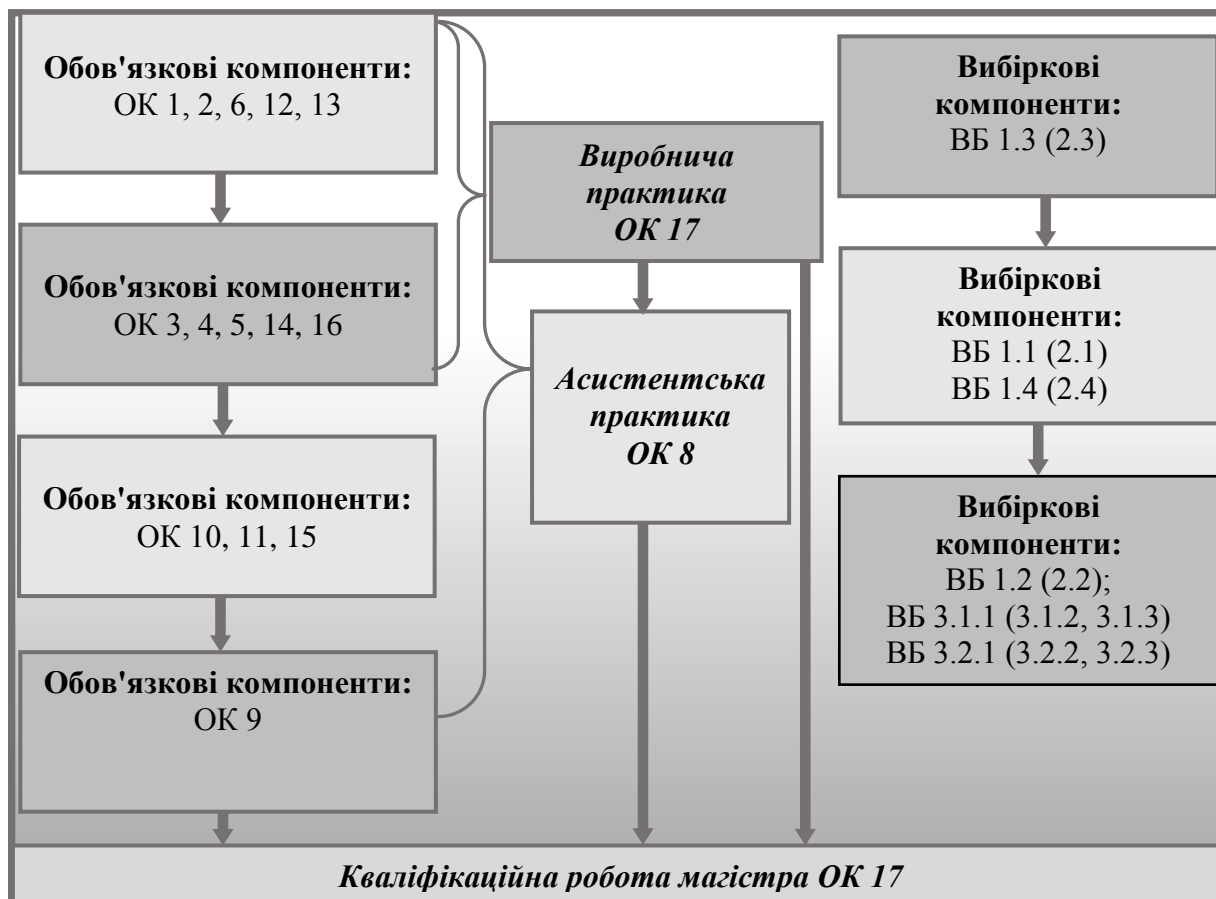 Обов'язкові компоненти:
ОК 1, 2, 6, 12, 13
Обов'язкові компоненти:
ОК 3, 4, 5, 14, 16
Обов'язкові компоненти:
ОК 10, 11, 15
Обов'язкові компоненти:
ОК 9
Виробнича
практика
ОК 17
Асистентська
практика
ОК 8
Вибіркові
компоненти:
ВБ 1.3 (2.3)
Вибіркові
компоненти:
ВБ 1.1 (2.1)
ВБ 1.4 (2.4)
Вибіркові
компоненти:
ВБ 1.2 (2.2);
ВБ 3.1.1 (3.1.2, 3.1.3)
ВБ 3.2.1 (3.2.2, 3.2.3)
Кваліфікаційна робота магістра ОК 17